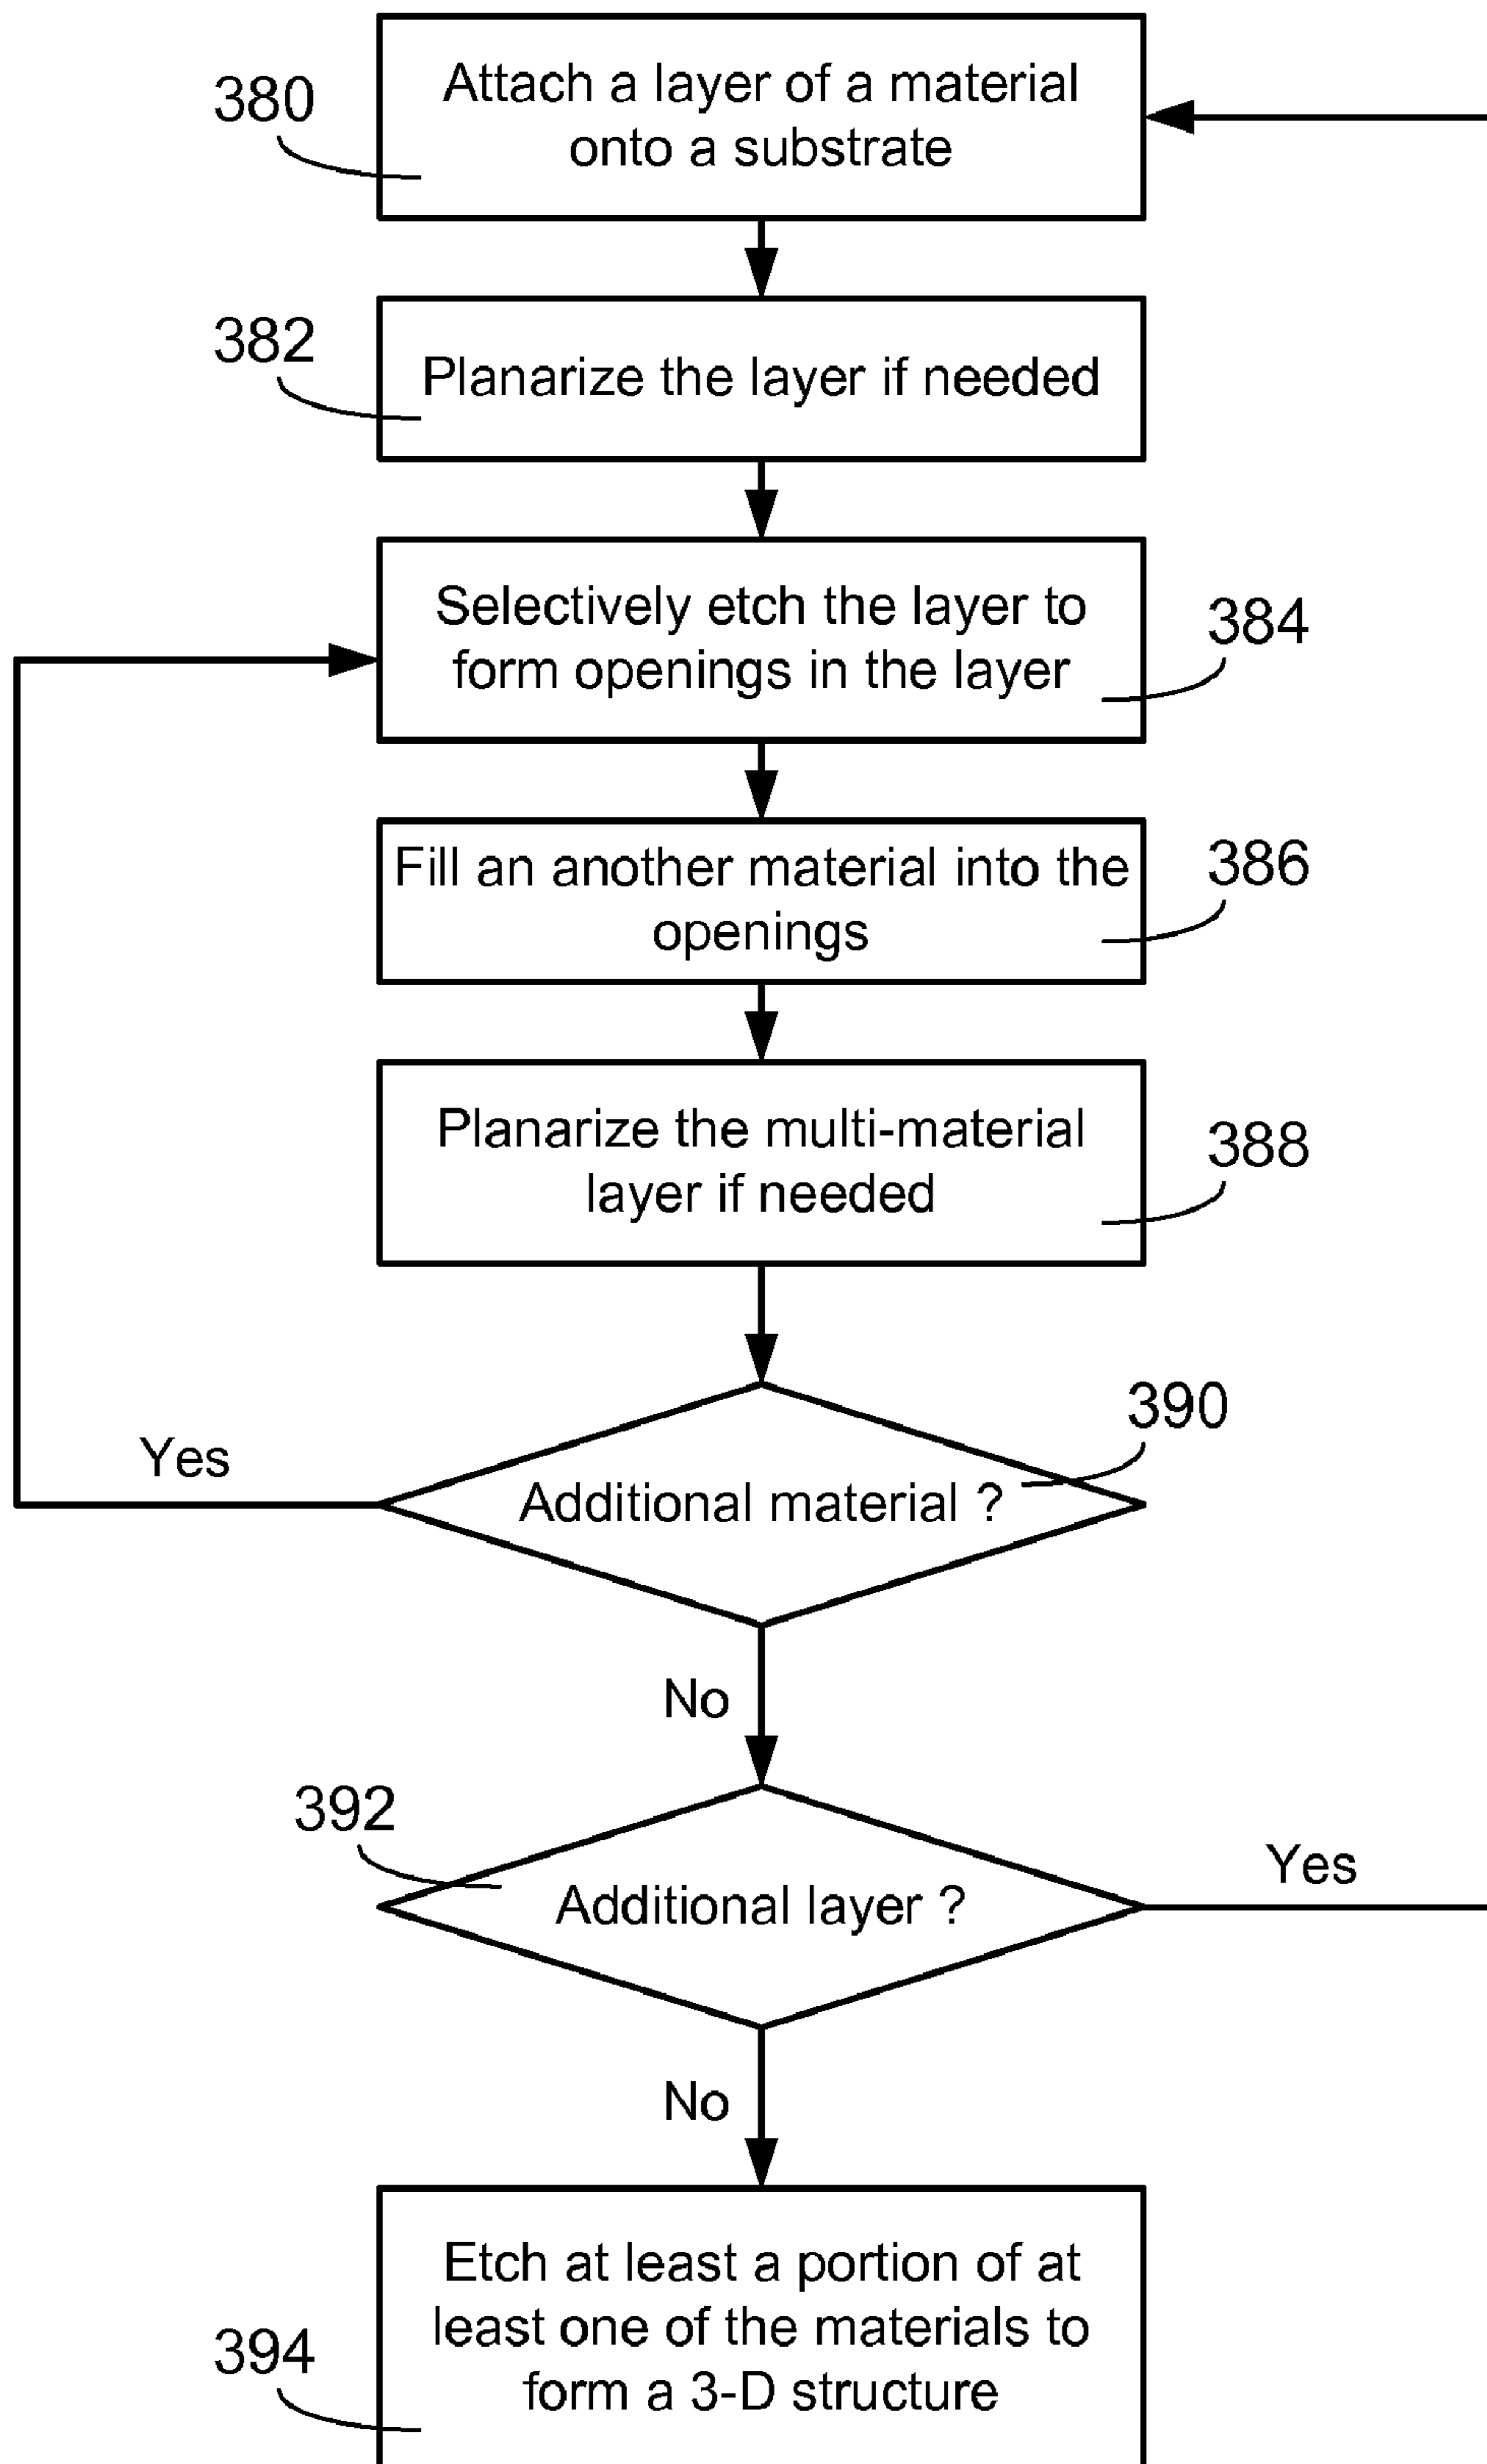 380
Attach a layer of a material
onto a substrate
382
Planarize the layer if needed
Selectively etch the layer to
form openings in the layer
384
Fill an another material into the
openings
386
Planarize the multi-material
layer if needed
388
390
Yes
Additional material ?
No
392
Additional layer ?
Yes
No
Etch at least a portion of at
least one of the materials to
form a 3-D structure
394